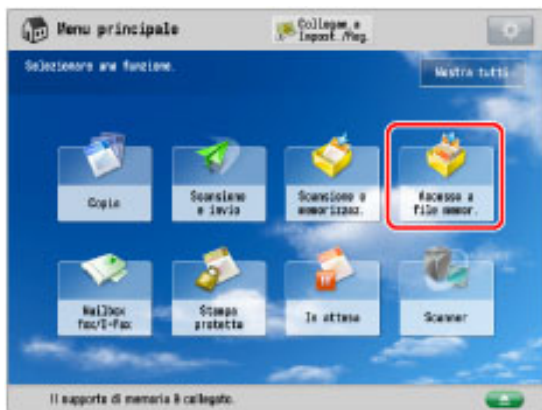 Menu principale
Collegam. a
Impost./Reg.
Selezionare una funzione.
Mostra tutti
Copia
Scansione
e invio
Scansione e
memorizzaz.
Accesso a
file memor.
Mailbox
fax/I-Fax
Stampa
protetta
In attesa
Scanner
Il supporto di memoria è collegato.